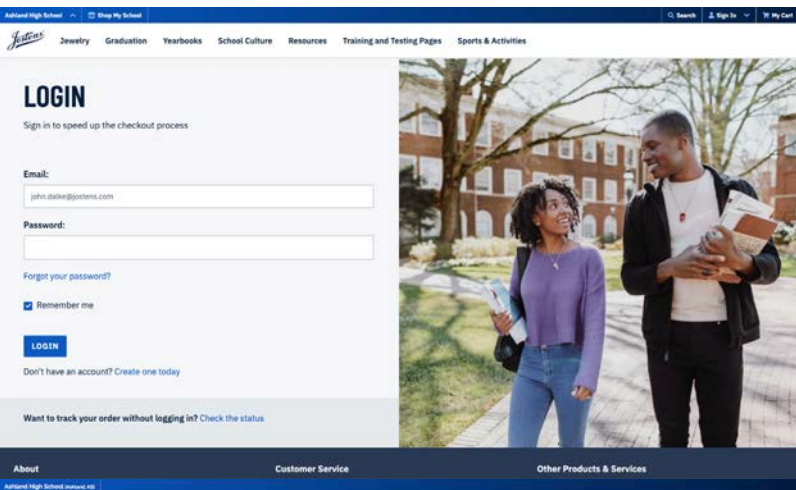 Ashland High School
Shop My School
Search
Sign In
My Cart
Jostens
Jewelry
Graduation
Yearbooks
School Culture
Resources
Training and Testing Pages
Sports & Activities
LOGIN
Sign in to speed up the checkout process
Email:
john.dalke@jostens.com
Password:
Forgot your password?
Remember me
LOGIN
Don't have an account? Create one today
Want to track your order without logging in? Check the status
About
Customer Service
Other Products & Services
Ashland High School